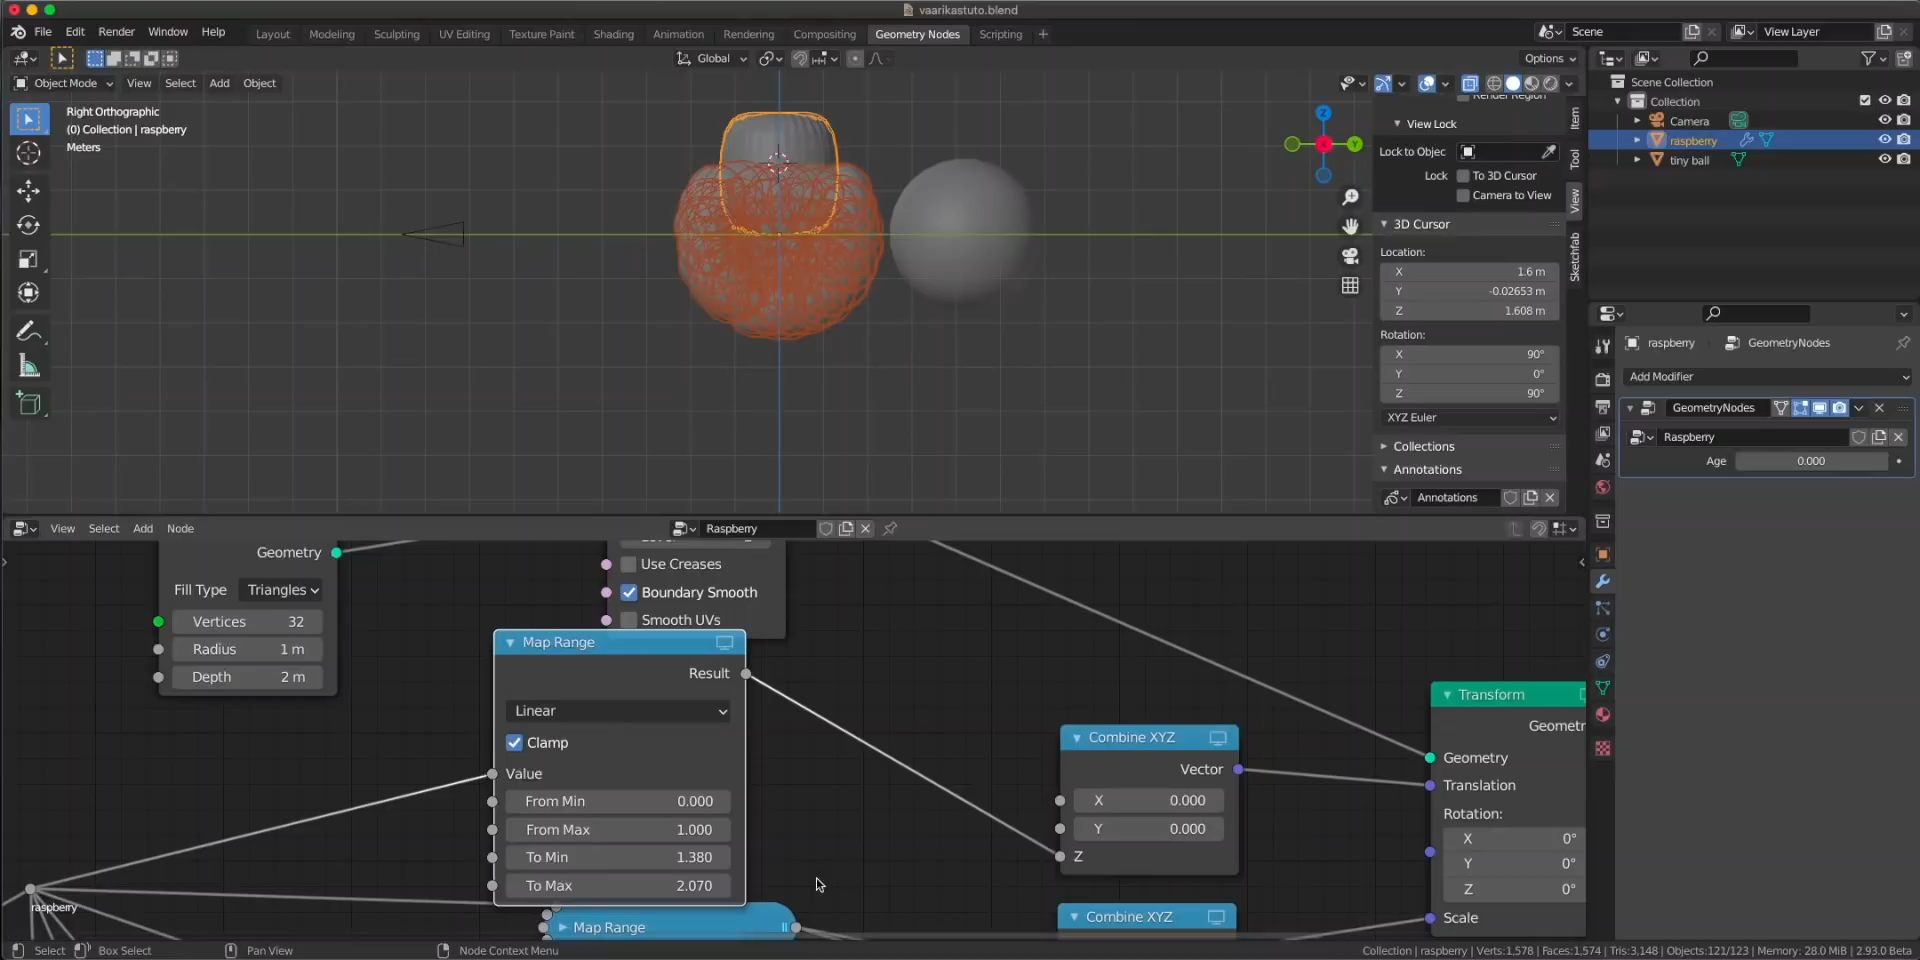 vaarikastuto.blend
File Edit Render Window Help
Layout Modeling Sculpting UV Editing Texture Paint Shading Animation Rendering Compositing Geometry Nodes Scripting +
Scene
View Layer
Global
Options
Object Mode View Select Add Object
Right Orthographic
(0) Collection | raspberry
Meters
Z
Y
View Lock
Lock to Objec
Lock To 3D Cursor
Camera to View
3D Cursor
Location:
X 1.6 m
Y -0.02653 m
Z 1.608 m
Rotation:
X 90°
Y 0°
Z 90°
XYZ Euler
Collections
Annotations
Annotations
Item
Tool
View
Sketchfab
Scene Collection
Collection
Camera
raspberry
tiny ball
raspberry GeometryNodes
Add Modifier
GeometryNodes
Raspberry
Age 0.000
View Select Add Node
Raspberry
Geometry
Fill Type Triangles
Vertices 32
Radius 1 m
Depth 2 m
Use Creases
Boundary Smooth
Smooth UVs
Map Range
Result
Linear
Clamp
Value
From Min 0.000
From Max 1.000
To Min 1.380
To Max 2.070
Map Range
raspberry
Combine XYZ
Vector
X 0.000
Y 0.000
Z
Combine XYZ
Transform
Geometr
Geometry
Translation
Rotation:
X 0°
Y 0°
Z 0°
Scale
Select Box Select Pan View Node Context Menu
Collection | raspberry | Verts:1,578 | Faces:1,574 | Tris:3,148 | Objects:121/123 | Memory: 28.0 MiB | 2.93.0 Beta